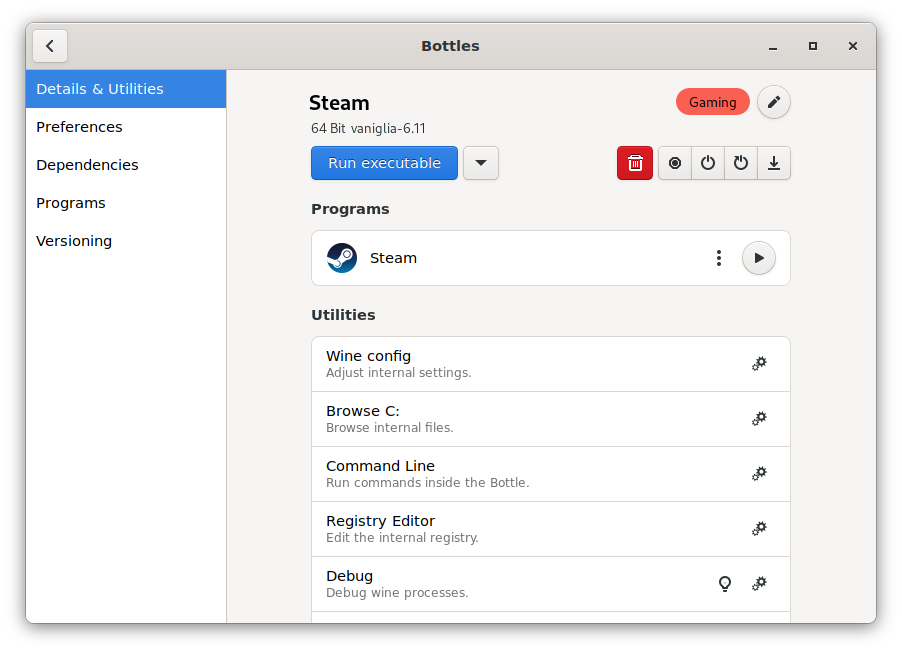 Bottles
Details & Utilities
Preferences
Dependencies
Programs
Versioning
Steam
Gaming
64 Bit vaniglia-6.11
Run executable
Programs
Steam
Utilities
Wine config
Adjust internal settings.
Browse C:
Browse internal files.
Command Line
Run commands inside the Bottle.
Registry Editor
Edit the internal registry.
Debug
Debug wine processes.